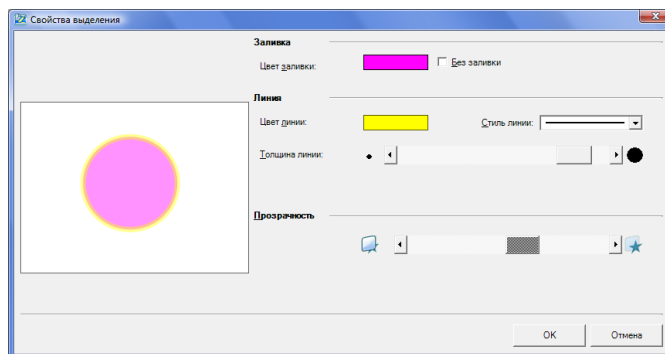 Свойства выделения
Заливка
Цвет заливки:
Без заливки
Линия
Цвет линии:
Стиль линии:
Толщина линии:
Прозрачность
OK
Отмена